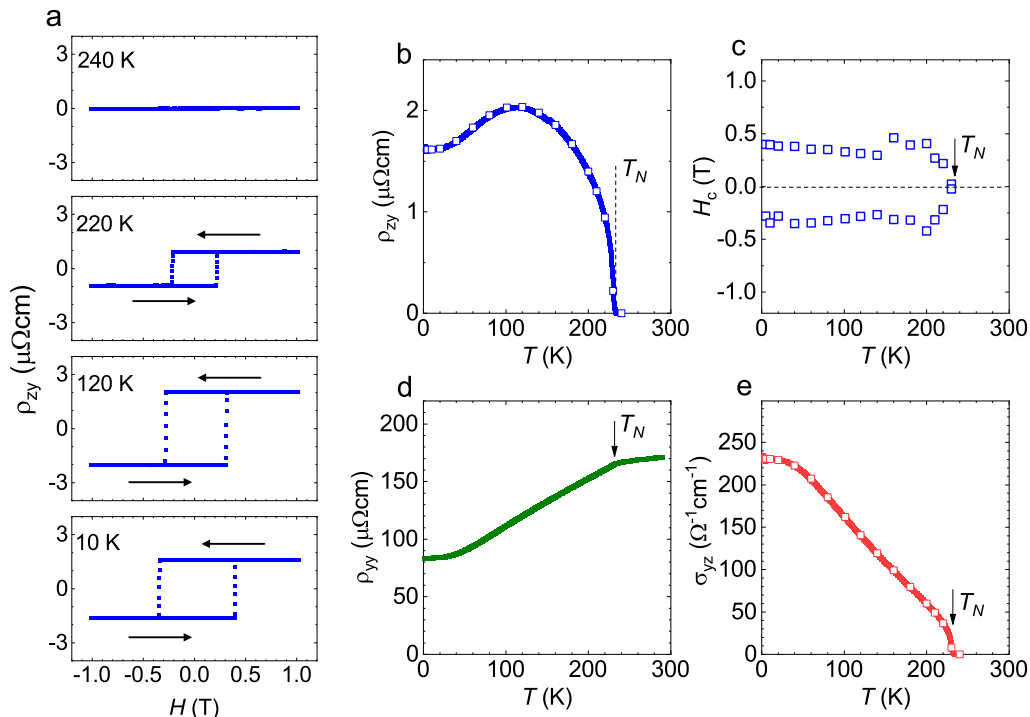 a
240 K
3
0
-3
220 K
3
0
-3
120 K
3
0
-3
10 K
3
0
-3
ρzy (μΩcm)
-1.0 -0.5 0.0 0.5 1.0
H (T)
b
ρzy (μΩcm)
2
1
0
TN
0 100 200 300
T (K)
c
Hc (T)
1.0
0.5
0.0
-0.5
-1.0
TN
0 100 200 300
T (K)
d
ρyy (μΩcm)
200
150
100
50
0
TN
0 100 200 300
T (K)
e
σyz (Ω-1cm-1)
250
200
150
100
50
0
TN
0 100 200 300
T (K)